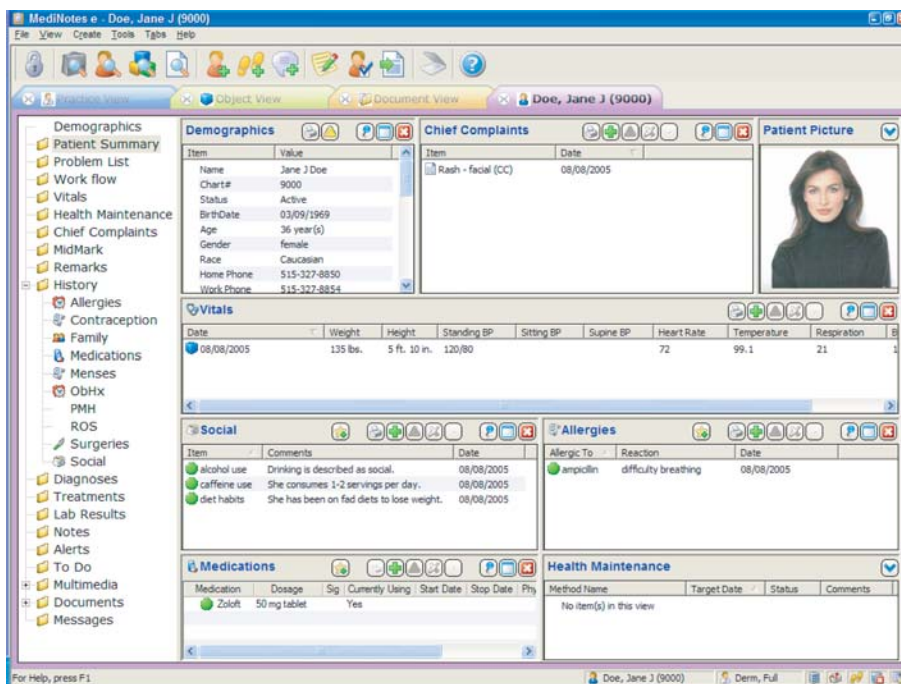 MediNotes e - Doe, Jane J (9000)
File View Create Tools Tabs Help
Practice View Object View Document View Doe, Jane J (9000)
Demographics
Patient Summary
Problem List
Work flow
Vitals
Health Maintenance
Chief Complaints
MidMark
Remarks
History
Allergies
Contraception
Family
Medications
Menses
ObHx
PMH
ROS
Surgeries
Social
Diagnoses
Treatments
Lab Results
Notes
Alerts
To Do
Multimedia
Documents
Messages
Demographics
Item Value
Name Jane J Doe
Chart# 9000
Status Active
BirthDate 03/09/1969
Age 36 year(s)
Gender female
Race Caucasian
Home Phone 515-327-8850
Work Phone 515-327-8854
Chief Complaints
Item Date
Rash - facial (CC) 08/08/2005
Patient Picture
Vitals
Date Weight Height Standing BP Sitting BP Supine BP Heart Rate Temperature Respiration B
08/08/2005 135 lbs. 5 ft. 10 in. 120/80 72 99.1 21 1
Social
Item Comments Date
alcohol use Drinking is described as social. 08/08/2005
caffeine use She consumes 1-2 servings per day. 08/08/2005
diet habits She has been on fad diets to lose weight. 08/08/2005
Allergies
Allergic To Reaction Date
ampicillin difficulty breathing 08/08/2005
Medications
Medication Dosage Sig Currently Using Start Date Stop Date Phy
Zoloft 50 mg tablet Yes
Health Maintenance
Method Name Target Date Status Comments
No item(s) in this view
For Help, press F1 Doe, Jane J (9000) Derm, Full